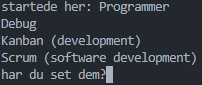 startede her: Programmer
Debug
Kanban (development)
Scrum (software development)
har du set dem?